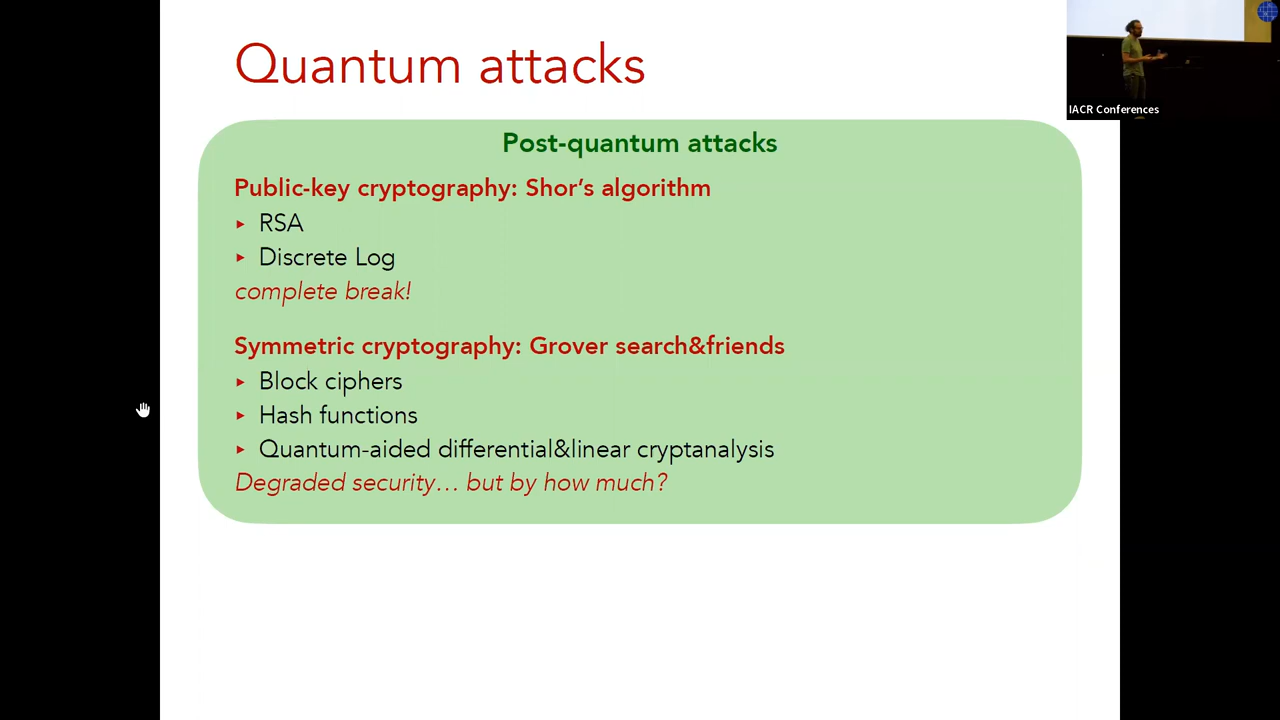 Quantum attacks
IACR Conferences
Post-quantum attacks
Public-key cryptography: Shor's algorithm
▸ RSA
▸ Discrete Log
complete break!
Symmetric cryptography: Grover search&friends
▸ Block ciphers
▸ Hash functions
▸ Quantum-aided differential&linear cryptanalysis
Degraded security… but by how much?